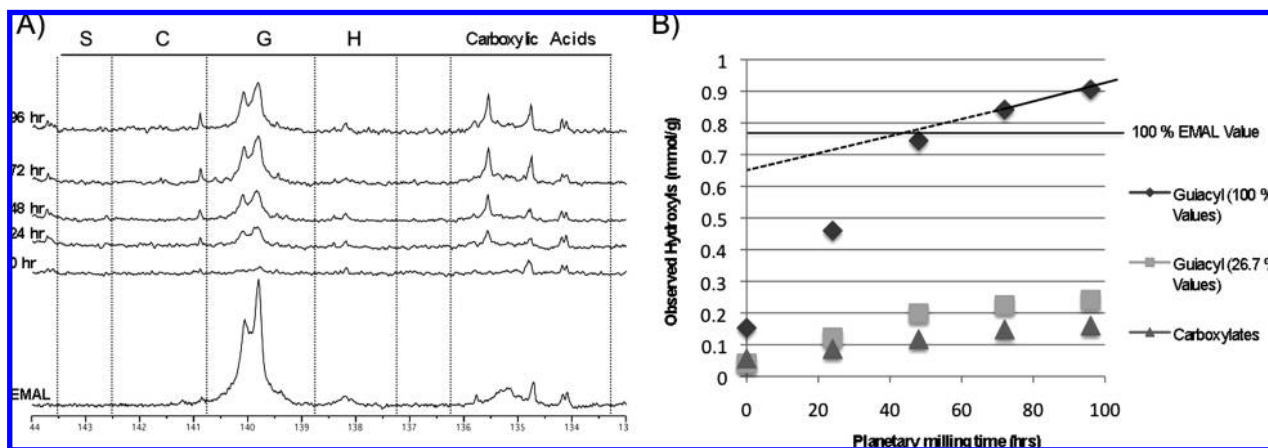 A)
S C G H Carboxylic Acids
96 hr
72 hr
48 hr
24 hr
0 hr
EMAL
44 143 142 141 140 139 138 137 136 135 134 13
B)
Observed Hydroxyls (mmol/g)
1
0.9
0.8
0.7
0.6
0.5
0.4
0.3
0.2
0.1
0
0 20 40 60 80 100
Planetary milling time (hrs)
100 % EMAL Value
Guiacyl (100 %
Values)
Guiacyl (26.7 %
Values)
Carboxylates